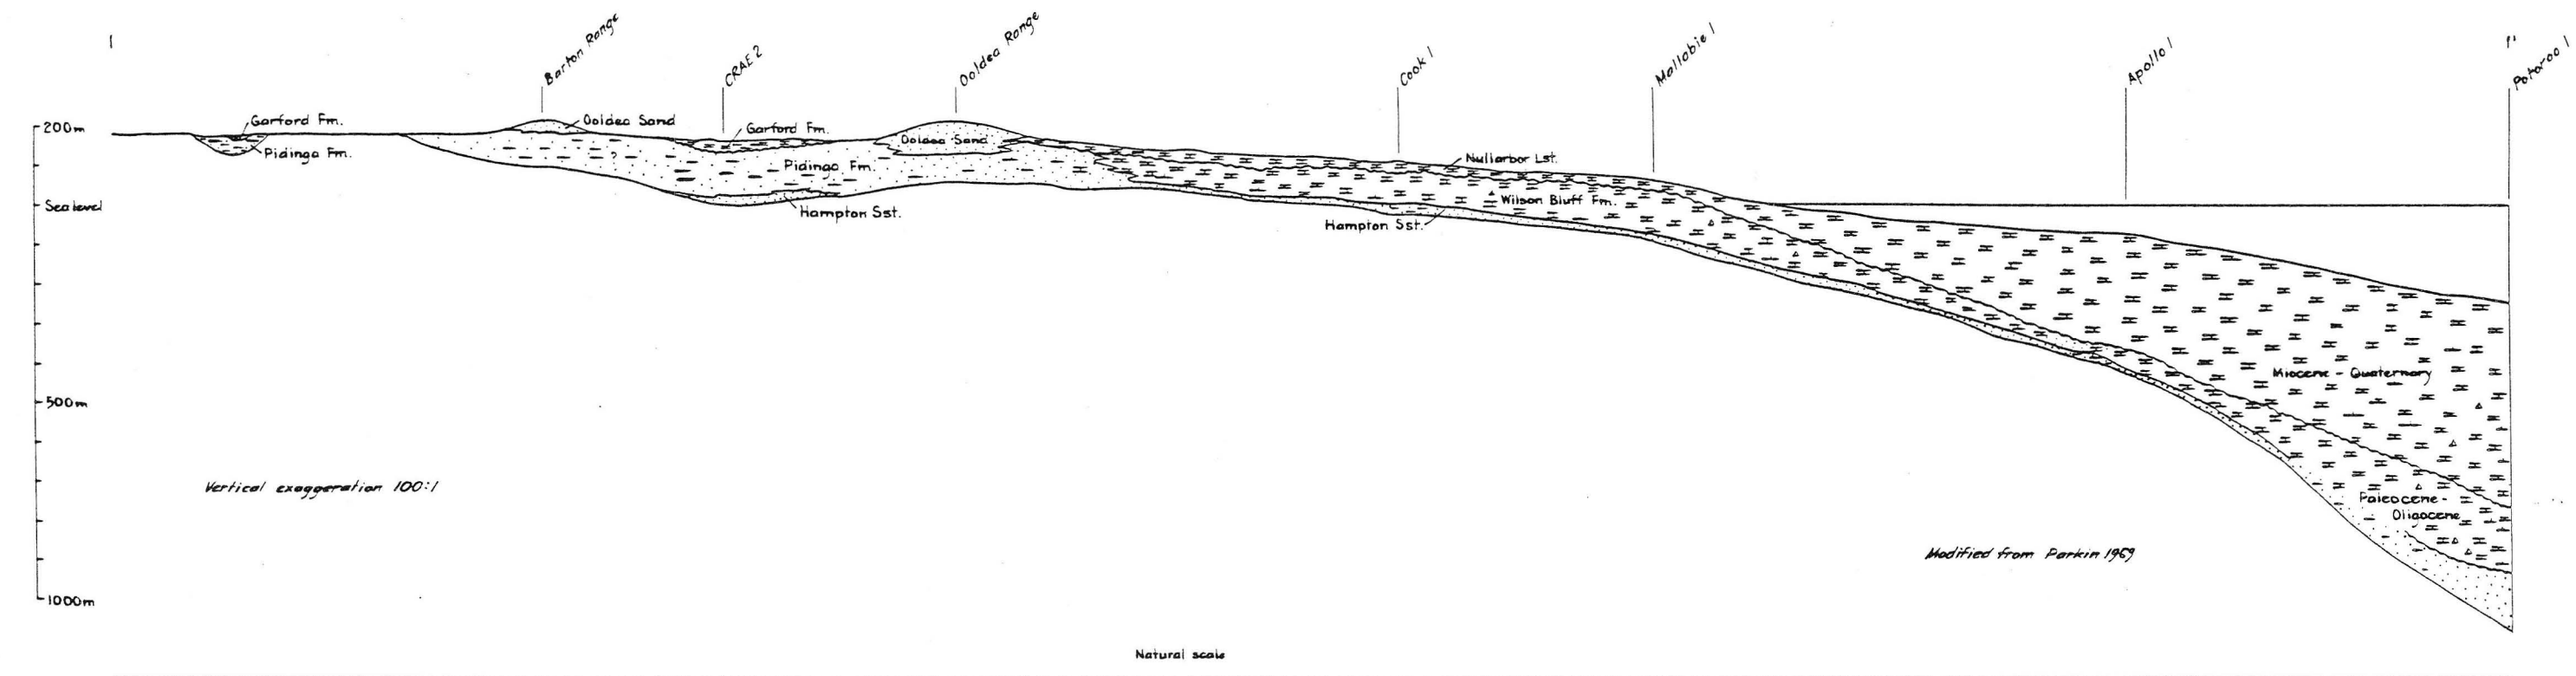 I
Barton Range
CRAE 2
Ooldea Range
Cook 1
Mallabie 1
Apollo 1
I'
Potoroo 1
200m
Garford Fm.
Pidinga Fm.
Ooldea Sand
Garford Fm.
Ooldea Sand
Pidinga Fm.
?
Hampton Sst.
Nullarbor Lst.
Wilson Bluff Fm.
Hampton Sst.
Sea level
Miocene - Quaternary
500m
Vertical exaggeration 100:1
Paleocene -
Oligocene
Modified from Parkin 1969
1000m
Natural scale